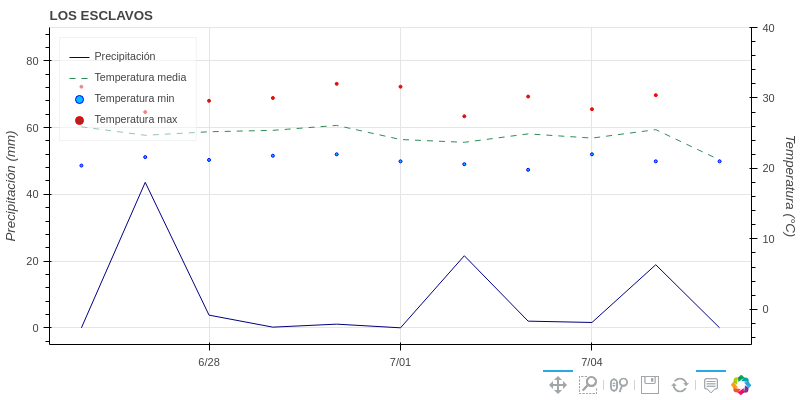 LOS ESCLAVOS
Precipitación
Temperatura media
Temperatura min
Temperatura max
Precipitación (mm)
80
60
40
20
0
40
30
20
10
0
Temperatura (°C)
6/28
7/01
7/04